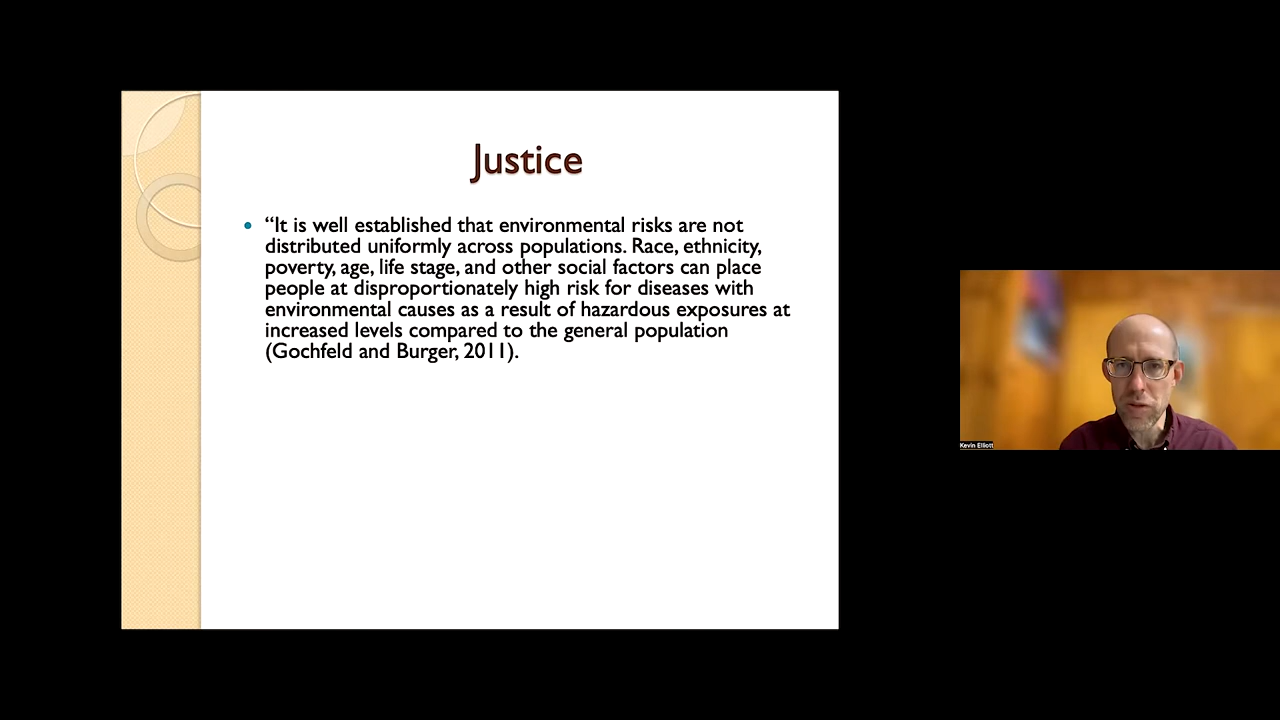 Justice
“It is well established that environmental risks are not
distributed uniformly across populations. Race, ethnicity,
poverty, age, life stage, and other social factors can place
people at disproportionately high risk for diseases with
environmental causes as a result of hazardous exposures at
increased levels compared to the general population
(Gochfeld and Burger, 2011).
Kevin Elliott